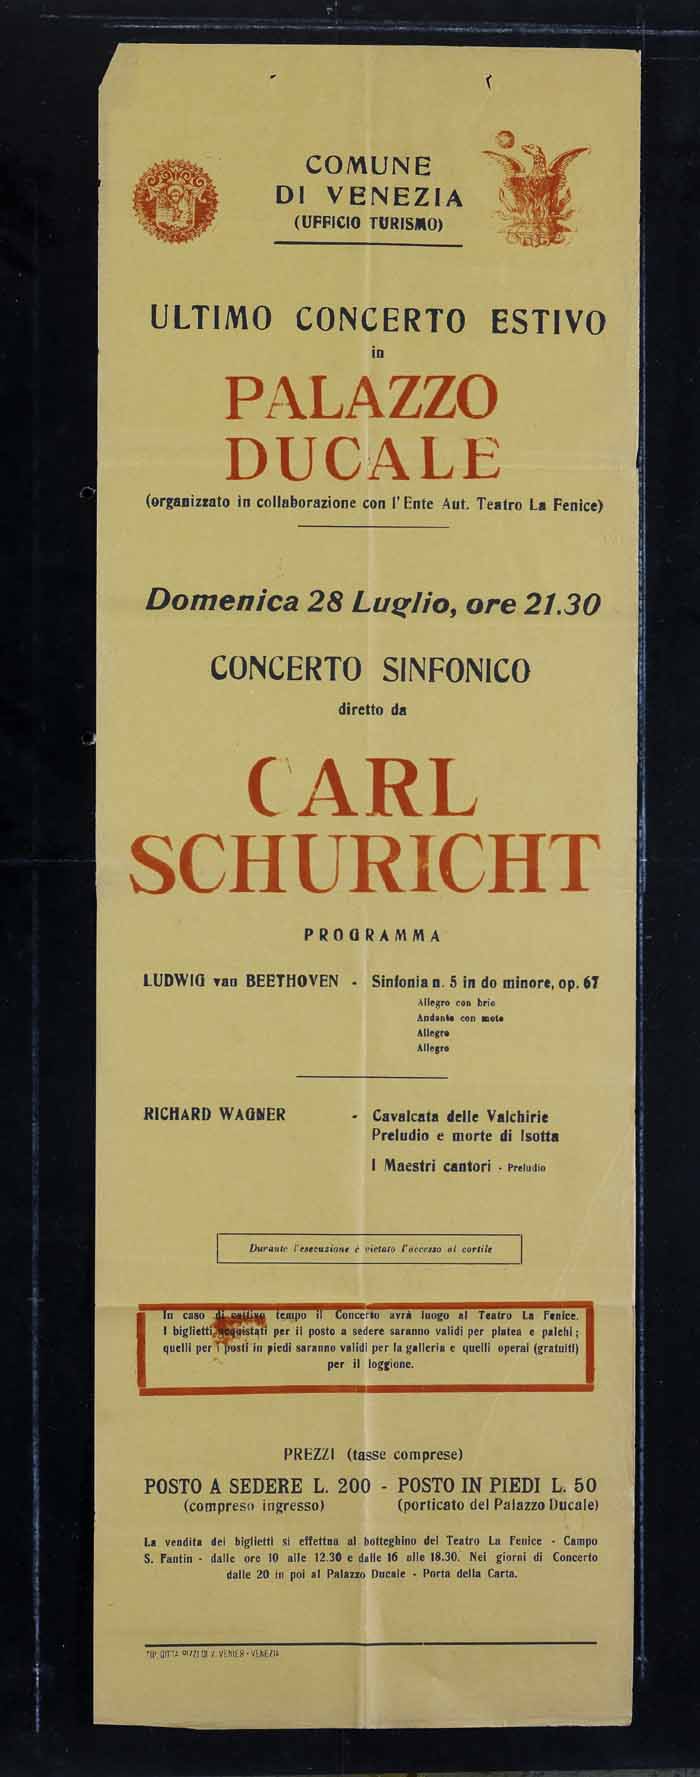 COMUNE
DI VENEZIA
(UFFICIO TURISMO)
ULTIMO CONCERTO ESTIVO
in
PALAZZO
DUCALE
(organizzato in collaborazione con l'Ente Aut. Teatro La Fenice)
Domenica 28 Luglio, ore 21.30
CONCERTO SINFONICO
diretto da
CARL
SCHURICHT
PROGRAMMA
LUDWIG van BEETHOVEN - Sinfonia n. 5 in do minore, op. 67
Allegro con brio
Andante con moto
Allegro
Allegro
RICHARD WAGNER - Cavalcata delle Valchirie
Preludio e morte di Isotta
I Maestri cantori - Preludio
Durante l'esecuzione è vietato l'accesso al cortile
In caso di cattivo tempo il Concerto avrà luogo al Teatro La Fenice.
I biglietti acquistati per il posto a sedere saranno validi per platea e palchi;
quelli per i posti in piedi saranno validi per la galleria e quelli operai (gratuiti)
per il loggione.
PREZZI (tasse comprese)
POSTO A SEDERE L. 200 - POSTO IN PIEDI L. 50
(compreso ingresso) (porticato del Palazzo Ducale)
La vendita dei biglietti si effettua al botteghino del Teatro La Fenice - Campo
S. Fantin - dalle ore 10 alle 12.30 e dalle 16 alle 18.30. Nei giorni di Concerto
dalle 20 in poi al Palazzo Ducale - Porta della Carta.
TIP. DITTA RIZZI DI V. VENIER - VENEZIA